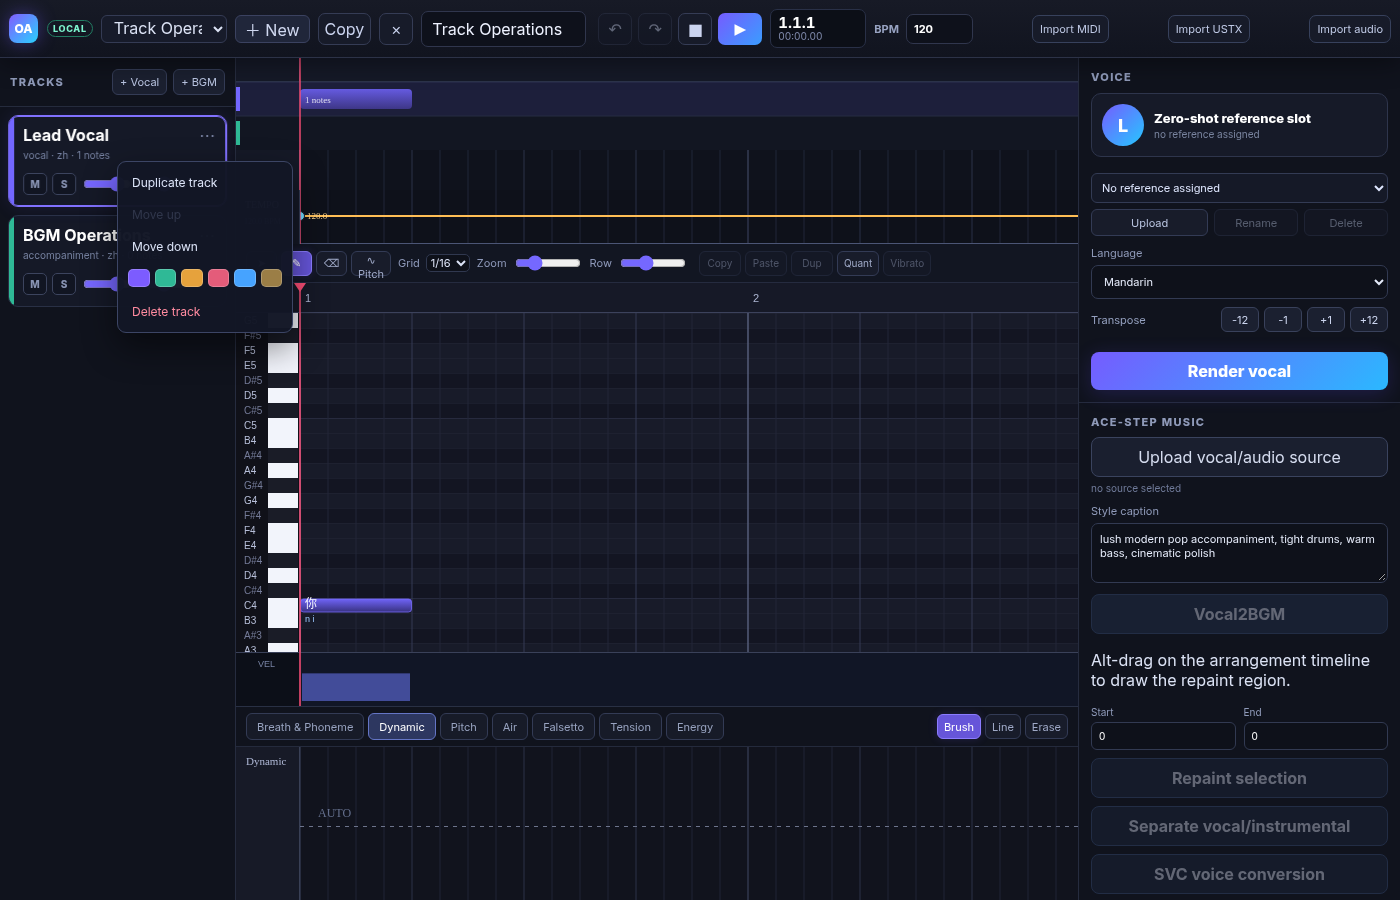 OA
LOCAL
Track Opera
+ New
Copy
×
Track Operations
1.1.1
00:00.00
BPM
120
Import MIDI
Import USTX
Import audio
TRACKS
+ Vocal
+ BGM
Lead Vocal
vocal · zh · 1 notes
M
S
BGM Operat
accompaniment · zh
M
S
Duplicate track
Move up
Move down
Delete track
1 notes
120.0
Pitch
Grid
1/16
Zoom
Row
Copy
Paste
Dup
Quant
Vibrato
1
2
F#5
F5
E5
D#5
D5
C#5
C5
B4
A#4
A4
G#4
G4
F#4
F4
E4
D#4
D4
C#4
C4
B3
A#3
A3
你
n i
VEL
Breath & Phoneme
Dynamic
Pitch
Air
Falsetto
Tension
Energy
Brush
Line
Erase
Dynamic
AUTO
VOICE
L
Zero-shot reference slot
no reference assigned
No reference assigned
Upload
Rename
Delete
Language
Mandarin
Transpose
-12
-1
+1
+12
Render vocal
ACE-STEP MUSIC
Upload vocal/audio source
no source selected
Style caption
lush modern pop accompaniment, tight drums, warm
bass, cinematic polish
Vocal2BGM
Alt-drag on the arrangement timeline
to draw the repaint region.
Start
End
0
0
Repaint selection
Separate vocal/instrumental
SVC voice conversion